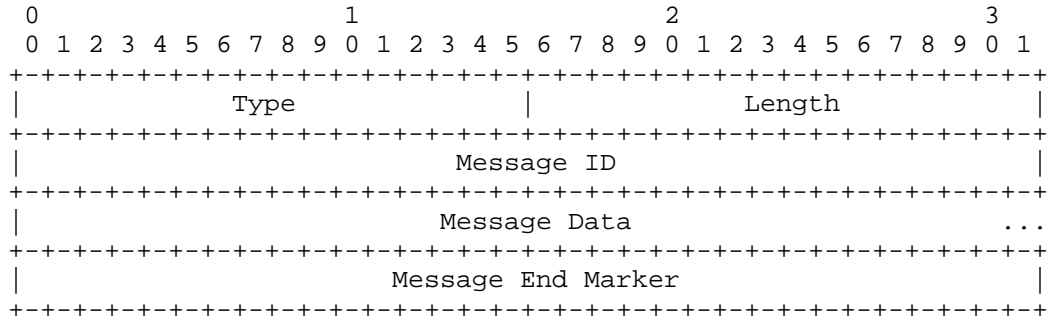 0                   1                   2                   3
 0 1 2 3 4 5 6 7 8 9 0 1 2 3 4 5 6 7 8 9 0 1 2 3 4 5 6 7 8 9 0 1
+-+-+-+-+-+-+-+-+-+-+-+-+-+-+-+-+-+-+-+-+-+-+-+-+-+-+-+-+-+-+-+-+
|             Type              |             Length            |
+-+-+-+-+-+-+-+-+-+-+-+-+-+-+-+-+-+-+-+-+-+-+-+-+-+-+-+-+-+-+-+-+
|                           Message ID                          |
+-+-+-+-+-+-+-+-+-+-+-+-+-+-+-+-+-+-+-+-+-+-+-+-+-+-+-+-+-+-+-+-+
|                          Message Data                       ...
+-+-+-+-+-+-+-+-+-+-+-+-+-+-+-+-+-+-+-+-+-+-+-+-+-+-+-+-+-+-+-+-+
|                       Message End Marker                      |
+-+-+-+-+-+-+-+-+-+-+-+-+-+-+-+-+-+-+-+-+-+-+-+-+-+-+-+-+-+-+-+-+